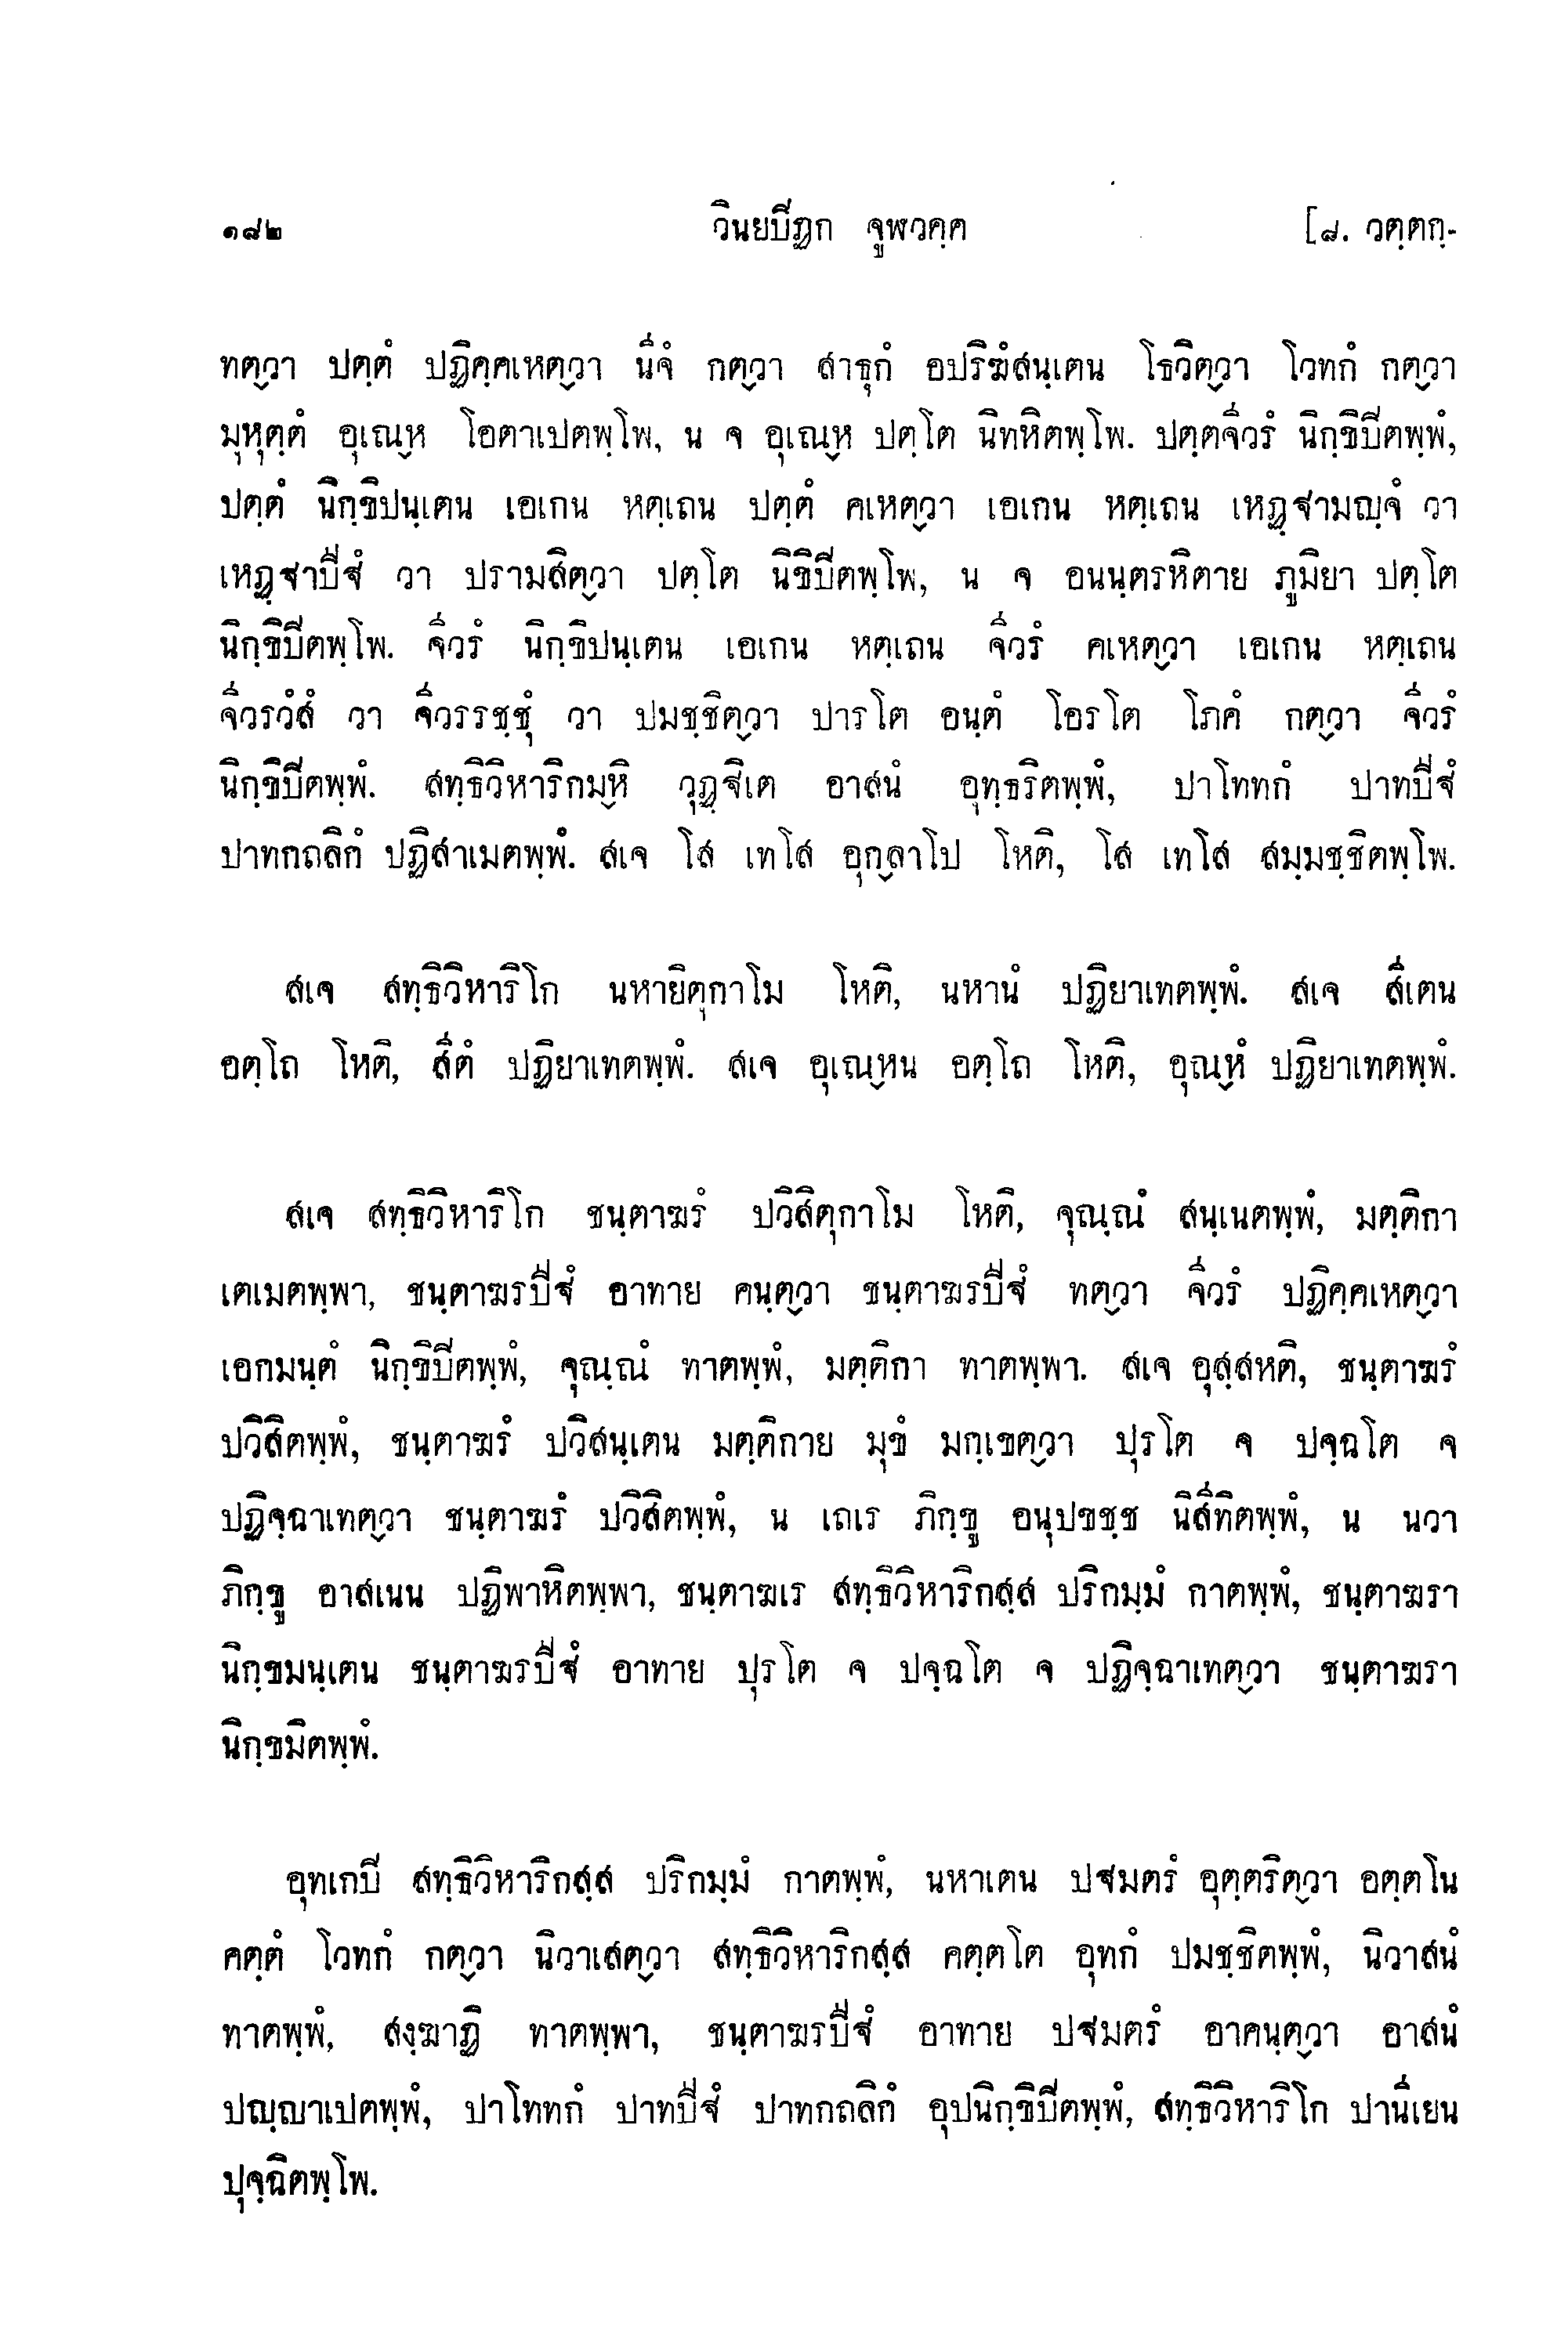 ๑๘๒ วินยปิฏก จูฬวคฺค [๘. วตฺตกฺ-
ทตฺวา ปตฺตํ ปฏิคฺคเหตฺวา นีจํ กตฺวา สาธุกํ อปริฆํสนฺเตน โธวิตฺวา โวทกํ กตฺวา
มุหุตฺตํ อุเณฺห โอตาเปตพฺโพ, น จ อุเณฺห ปตฺโต นิทหิตพฺโพ. ปตฺตจีวรํ นิกฺขิปิตพฺพํ,
ปตฺตํ นิกฺขิปนฺเตน เอเกน หตฺเถน ปตฺตํ คเหตฺวา เอเกน หตฺเถน เหฏฺฐามญฺจํ วา
เหฏฺฐาปีฐํ วา ปรามสิตฺวา ปตฺโต นิขิปิตพฺโพ, น จ อนนฺตรหิตาย ภูมิยา ปตฺโต
นิกฺขิปิตพฺโพ. จีวรํ นิกฺขิปนฺเตน เอเกน หตฺเถน จีวรํ คเหตฺวา เอเกน หตฺเถน
จีวรวํสํ วา จีวรรชฺชุํ วา ปมชฺชิตฺวา ปารโต อนฺตํ โอรโต โภคํ กตฺวา จีวรํ
นิกฺขิปิตพฺพํ. สทฺธิวิหาริกมฺหิ วุฏฺฐิเต อาสนํ อุทฺธริตพฺพํ, ปาโททกํ ปาทปีฐํ
ปาทกถลิกํ ปฏิสาเมตพฺพํ. สเจ โส เทโส อุกฺลาโป โหติ, โส เทโส สมฺมชฺชิตพฺโพ.
สเจ สทฺธิวิหาริโก นหายิตุกาโม โหติ, นหานํ ปฏิยาเทตพฺพํ. สเจ สีเตน
อตฺโถ โหติ, สีตํ ปฏิยาเทตพฺพํ. สเจ อุเณฺหน อตฺโถ โหติ, อุณฺหํ ปฏิยาเทตพฺพํ.
สเจ สทฺธิวิหาริโก ชนฺตาฆรํ ปวิสิตุกาโม โหติ, จุณฺณํ สนฺเนตพฺพํ, มตฺติกา
เตเมตพฺพา, ชนฺตาฆรปีฐํ อาทาย คนฺตฺวา ชนฺตาฆรปีฐํ ทตฺวา จีวรํ ปฏิคฺคเหตฺวา
เอกมนฺตํ นิกฺขิปิตพฺพํ, จุณฺณํ ทาตพฺพํ, มตฺติกา ทาตพฺพา. สเจ อุสฺสหติ, ชนฺตาฆรํ
ปวิสิตพฺพํ, ชนฺตาฆรํ ปวิสนฺเตน มตฺติกาย มุขํ มกฺเขตฺวา ปุรโต จ ปจฺฉโต จ
ปฏิจฺฉาเทตฺวา ชนฺตาฆรํ ปวิสิตพฺพํ, น เถเร ภิกฺขู อนุปขชฺช นิสีทิตพฺพํ, น นวา
ภิกฺขู อาสเนน ปฏิพาหิตพฺพา, ชนฺตาฆเร สทฺธิวิหาริกสฺส ปริกมฺมํ กาตพฺพํ, ชนฺตาฆรา
นิกฺขมนฺเตน ชนฺตาฆรปีฐํ อาทาย ปุรโต จ ปจฺฉโต จ ปฏิจฺฉาเทตฺวา ชนฺตาฆรา
นิกฺขมิตพฺพํ.
อุทเกปิ สทฺธิวิหาริกสฺส ปริกมฺมํ กาตพฺพํ, นหาเตน ปฐมตรํ อุตฺตริตฺวา อตฺตโน
คตฺตํ โวทกํ กตฺวา นิวาเสตฺวา สทฺธิวิหาริกสฺส คตฺตโต อุทกํ ปมชฺชิตพฺพํ, นิวาสนํ
ทาตพฺพํ, สงฺฆาฏิ ทาตพฺพา, ชนฺตาฆรปีฐํ อาทาย ปฐมตรํ อาคนฺตฺวา อาสนํ
ปญฺญาเปตพฺพํ, ปาโททกํ ปาทปีฐํ ปาทกถลิกํ อุปนิกฺขิปิตพฺพํ, สทฺธิวิหาริโก ปานีเยน
ปุจฺฉิตพฺโพ.